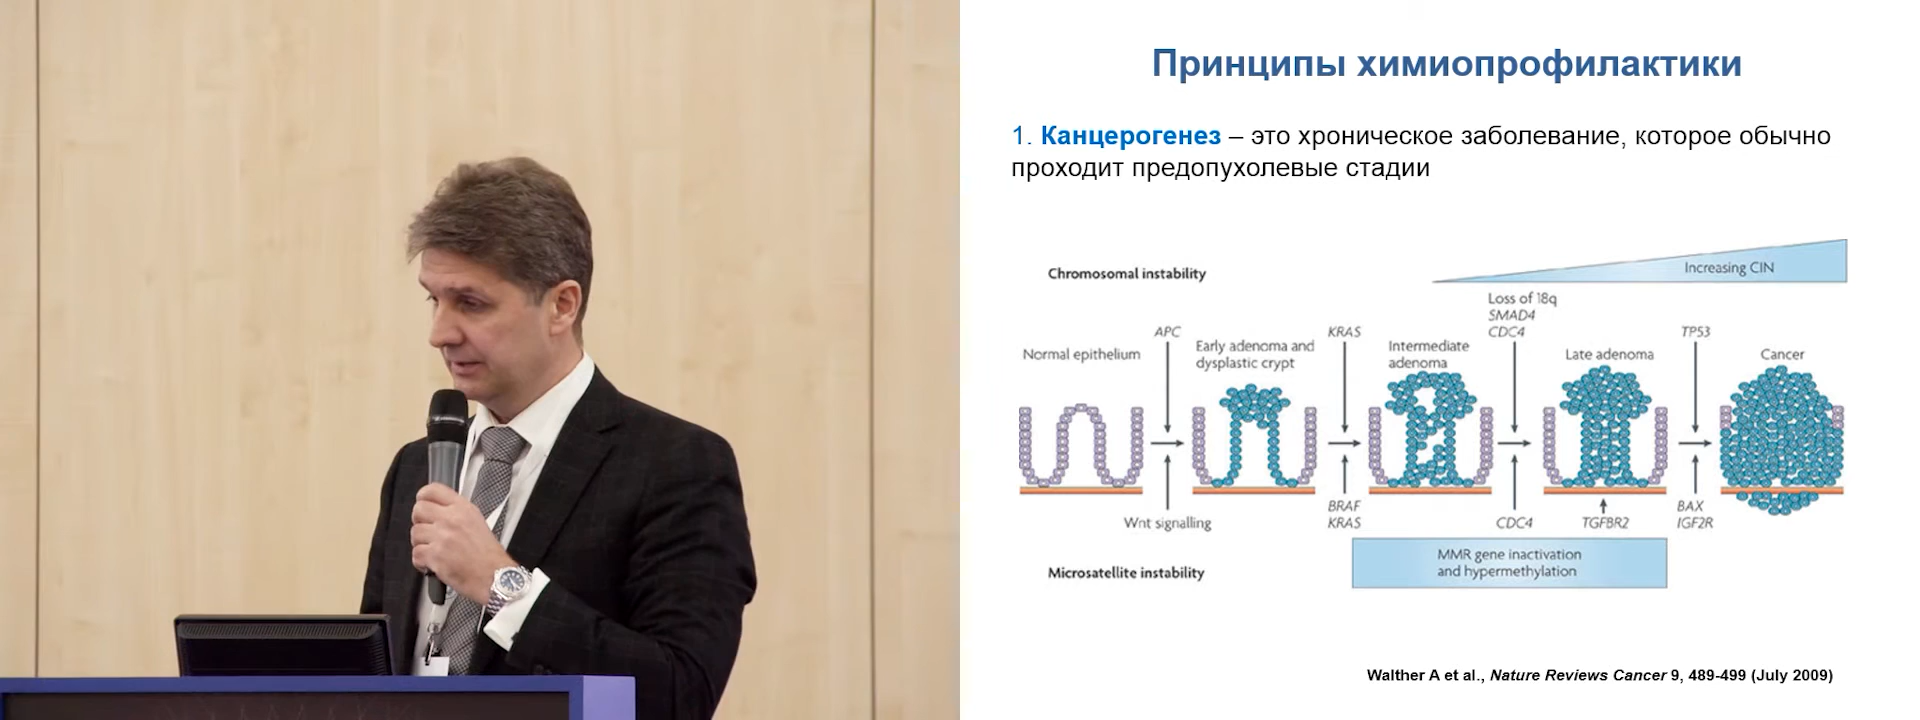 Принципы химиопрофилактики
1. Канцерогенез – это хроническое заболевание, которое обычно
проходит предопухолевые стадии
Increasing CIN
Chromosomal instability
Loss of 18q
SMAD4
CDC4
APC
KRAS
TP53
Normal epithelium
Early adenoma and
dysplastic crypt
Intermediate
adenoma
Late adenoma
Cancer
Wnt signalling
BRAF
KRAS
CDC4
TGFBR2
BAX
IGF2R
MMR gene inactivation
and hypermethylation
Microsatellite instability
Walther A et al., Nature Reviews Cancer 9, 489-499 (July 2009)